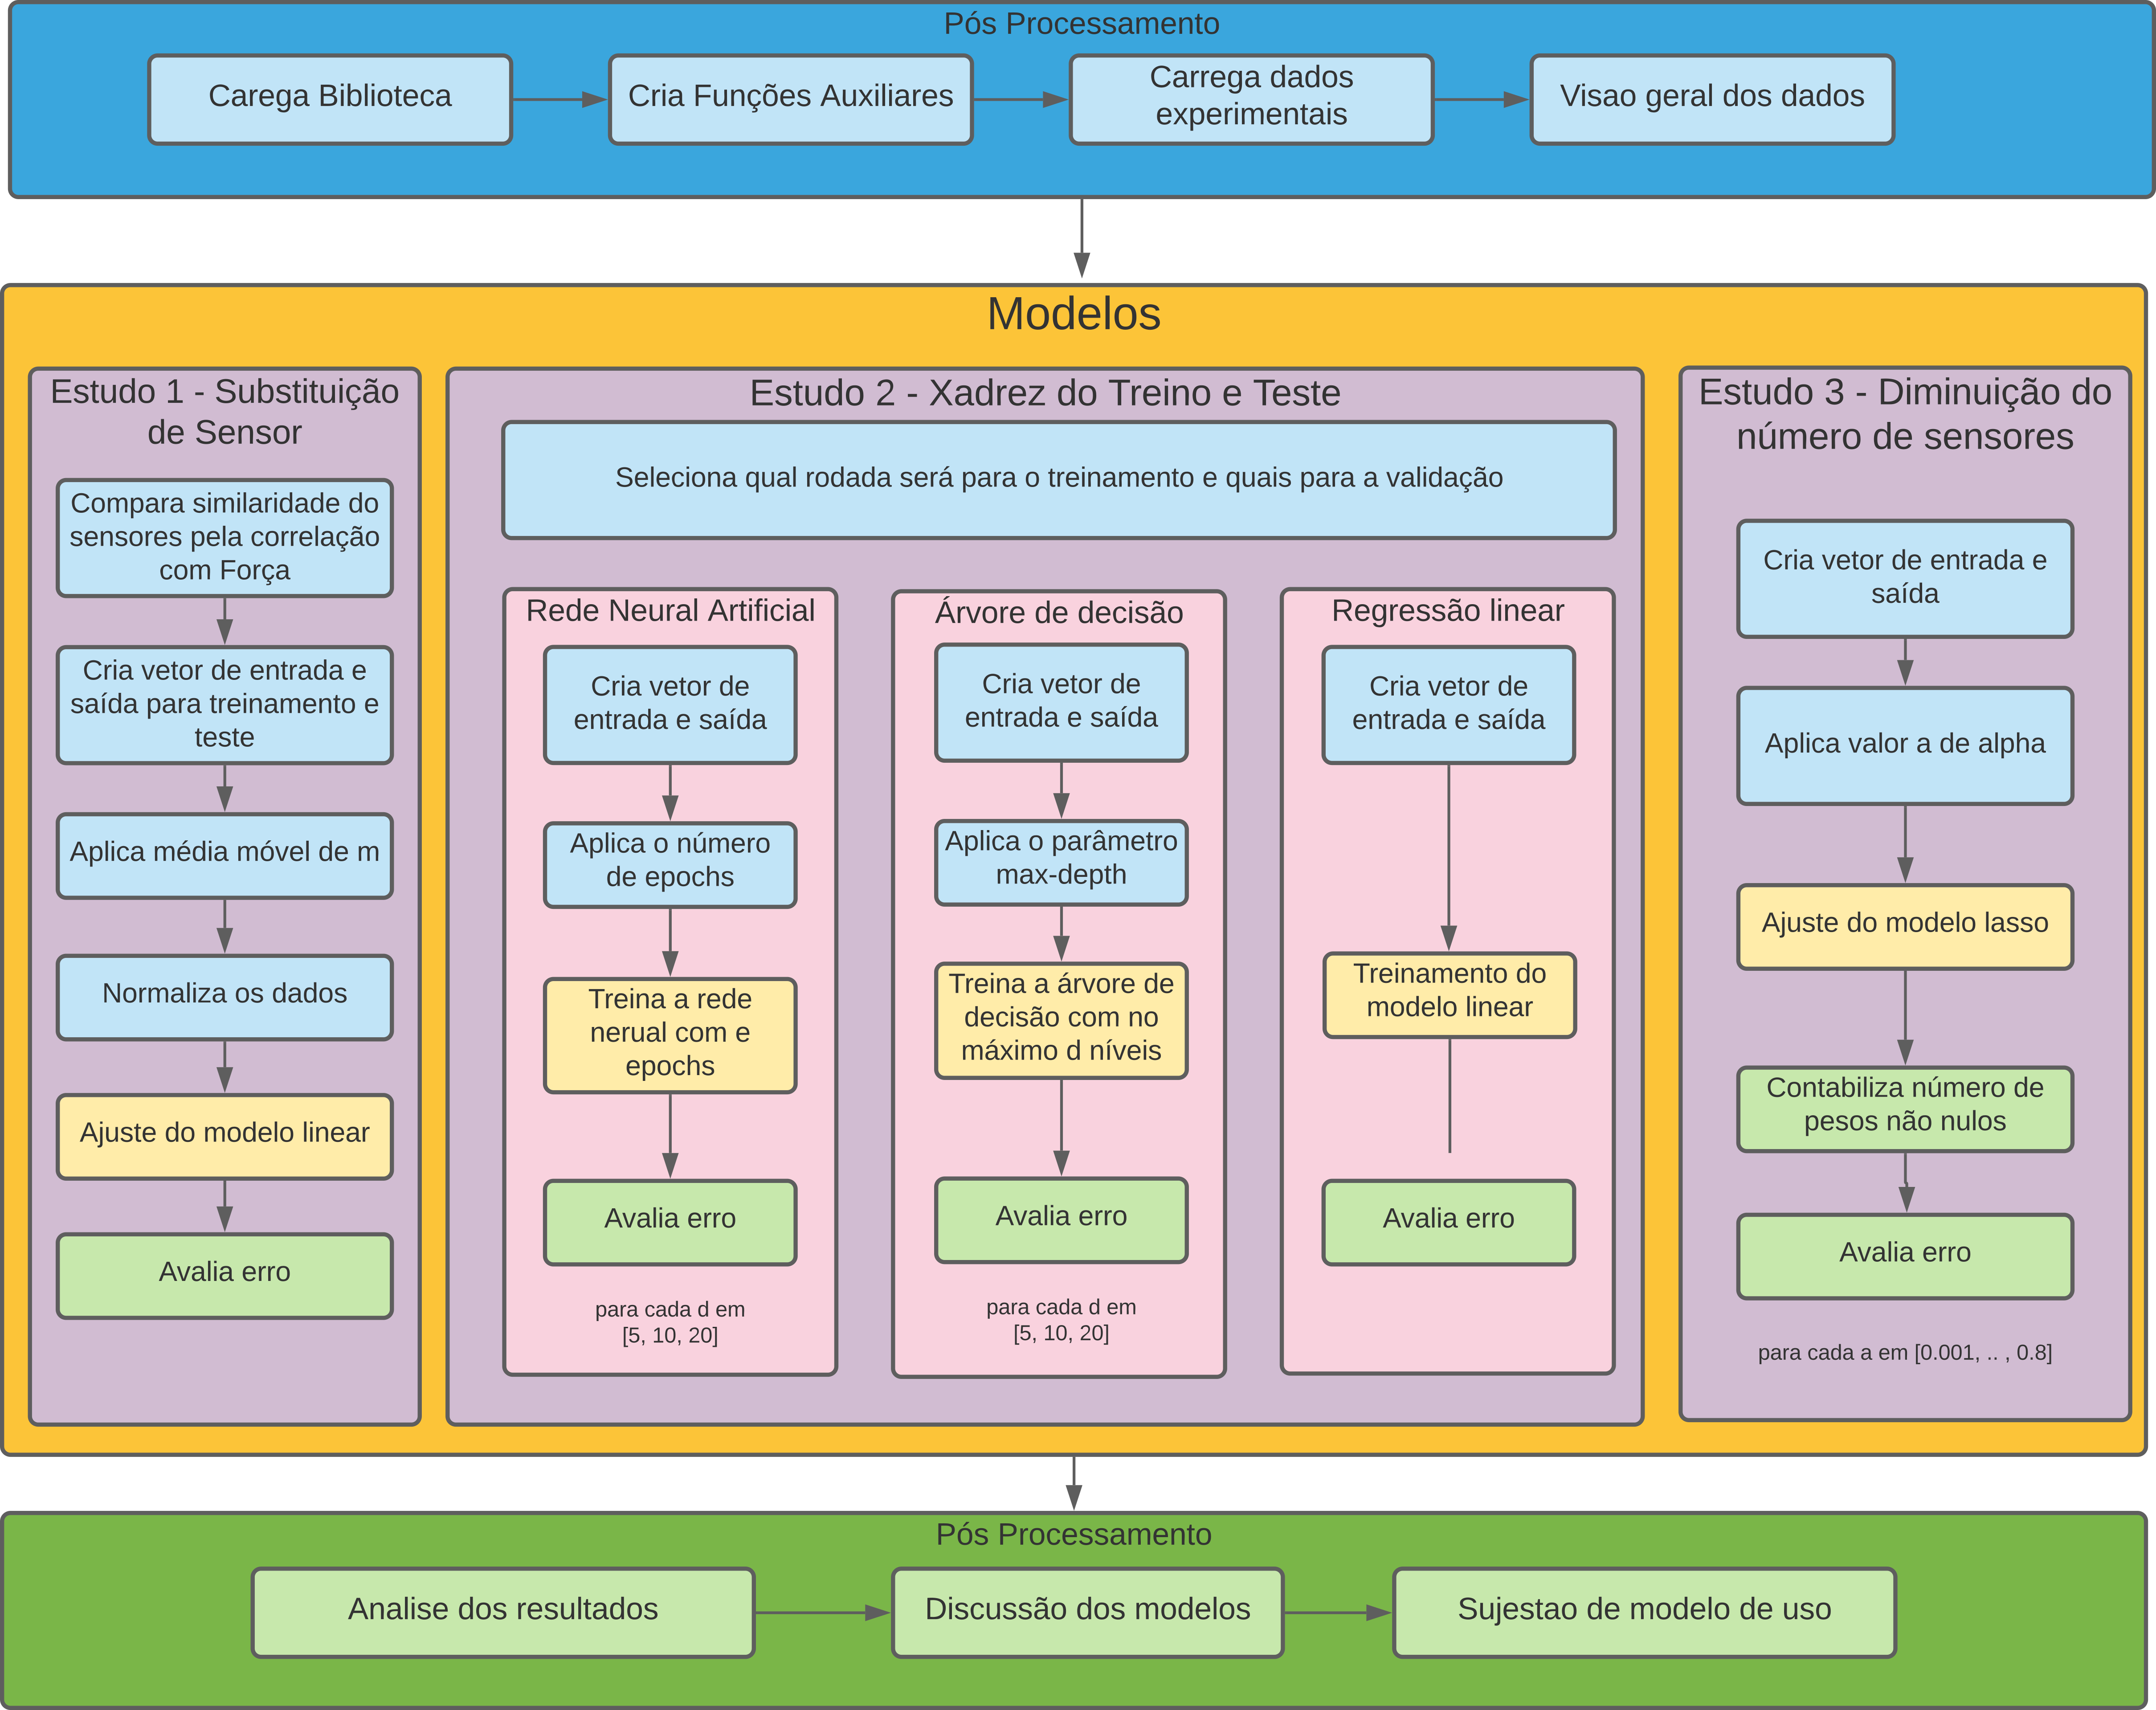 Pós Processamento
Carega Biblioteca
Cria Funções Auxiliares
Carrega dados
experimentais
Visao geral dos dados
Modelos
Estudo 1 - Substituição
de Sensor
Compara similaridade do
sensores pela correlação
com Força
Cria vetor de entrada e
saída para treinamento e
teste
Aplica média móvel de m
Normaliza os dados
Ajuste do modelo linear
Avalia erro
Estudo 2 - Xadrez do Treino e Teste
Seleciona qual rodada será para o treinamento e quais para a validação
Rede Neural Artificial
Cria vetor de
entrada e saída
Aplica o número
de epochs
Treina a rede
nerual com e
epochs
Avalia erro
para cada d em
[5, 10, 20]
Árvore de decisão
Cria vetor de
entrada e saída
Aplica o parâmetro
max-depth
Treina a árvore de
decisão com no
máximo d níveis
Avalia erro
para cada d em
[5, 10, 20]
Regressão linear
Cria vetor de
entrada e saída
Treinamento do
modelo linear
Avalia erro
Estudo 3 - Diminuição do
número de sensores
Cria vetor de entrada e
saída
Aplica valor a de alpha
Ajuste do modelo lasso
Contabiliza número de
pesos não nulos
Avalia erro
para cada a em [0.001, .. , 0.8]
Pós Processamento
Analise dos resultados
Discussão dos modelos
Sujestao de modelo de uso